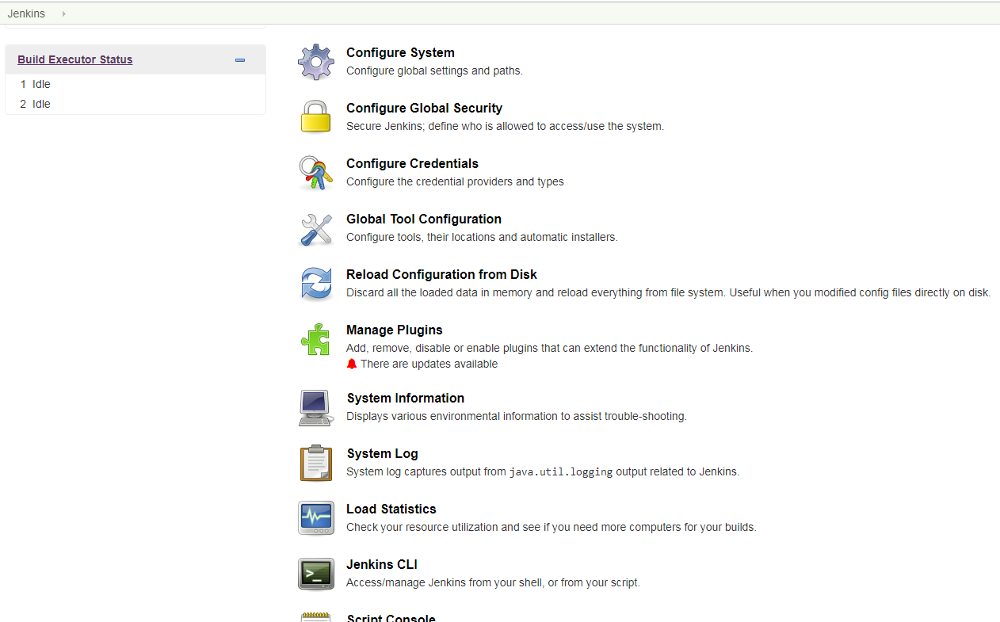 Jenkins
Build Executor Status
1 Idle
2 Idle
Configure System
Configure global settings and paths.
Configure Global Security
Secure Jenkins; define who is allowed to access/use the system.
Configure Credentials
Configure the credential providers and types
Global Tool Configuration
Configure tools, their locations and automatic installers.
Reload Configuration from Disk
Discard all the loaded data in memory and reload everything from file system. Useful when you modified config files directly on disk.
Manage Plugins
Add, remove, disable or enable plugins that can extend the functionality of Jenkins.
There are updates available
System Information
Displays various environmental information to assist trouble-shooting.
System Log
System log captures output from java.util.logging output related to Jenkins.
Load Statistics
Check your resource utilization and see if you need more computers for your builds.
Jenkins CLI
Access/manage Jenkins from your shell, or from your script.
Script Console